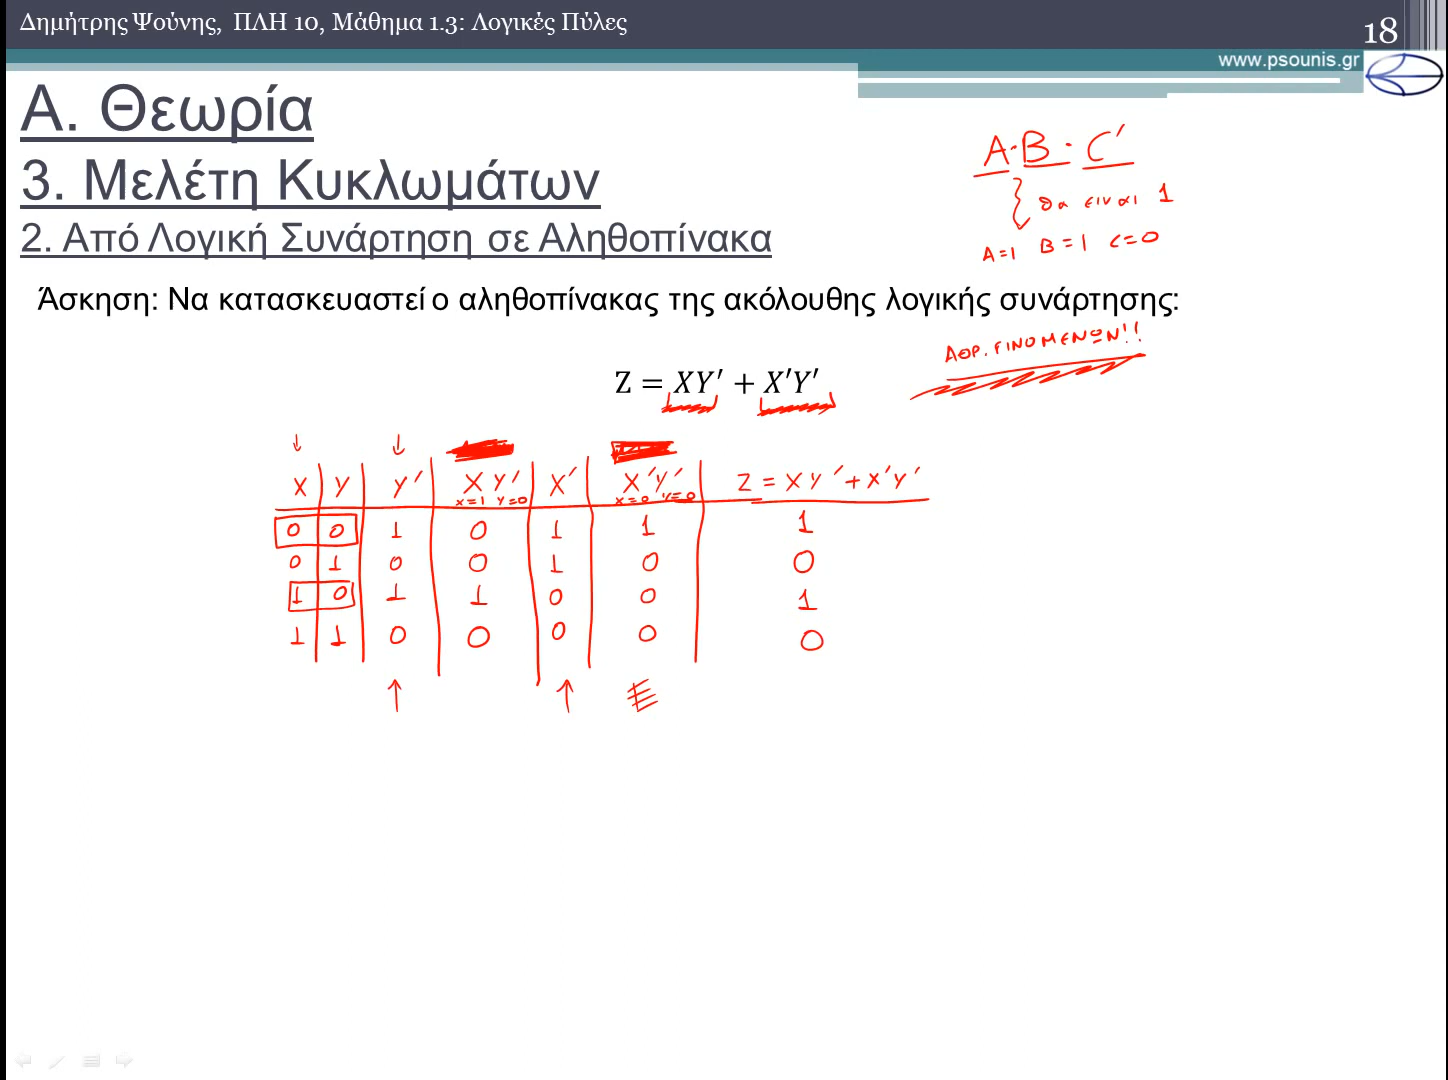 Δημήτρης Ψούνης, ΠΛΗ 10, Μάθημα 1.3: Λογικές Πύλες
18
www.psounis.gr
Α. Θεωρία
3. Μελέτη Κυκλωμάτων
2. Από Λογική Συνάρτηση σε Αληθοπίνακα
A·B·C′
θα ειναι 1
A=1 B=1 C=0
Άσκηση: Να κατασκευαστεί ο αληθοπίνακας της ακόλουθης λογικής συνάρτησης:
ΑΘΡ. ΓΙΝΟΜΕΝΩΝ!!
Z = XY′ + X′Y′
X Y Y′ XY′ X′ X′Y′ Z = XY′+X′Y′
X=1 Y=0 X=0 Y=0
0 0 1 0 1 1 1
0 1 0 0 1 0 0
1 0 1 1 0 0 1
1 1 0 0 0 0 0